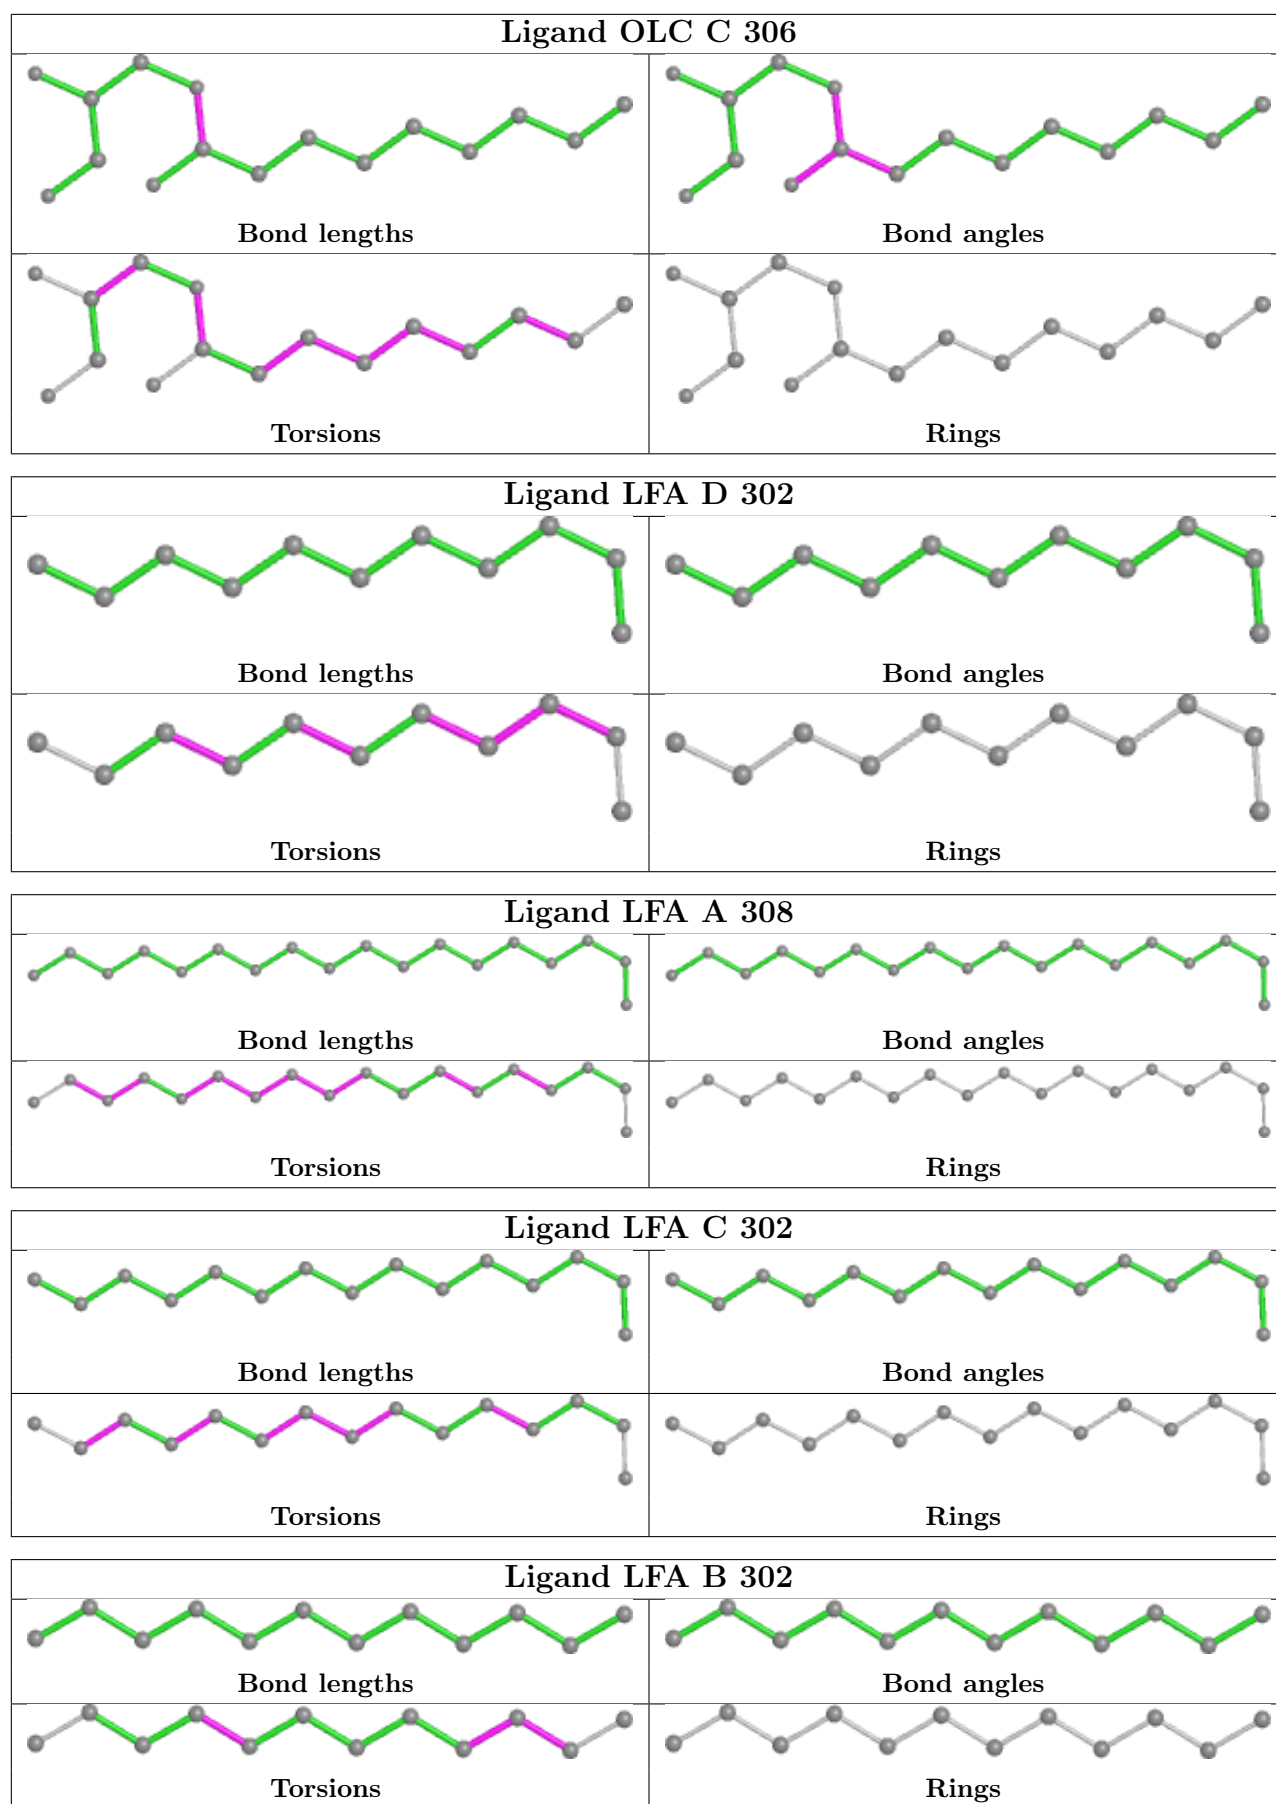 Ligand OLC C 306
Bond lengths
Bond angles
Torsions
Rings
Ligand LFA D 302
Bond lengths
Bond angles
Torsions
Rings
Ligand LFA A 308
Bond lengths
Bond angles
Torsions
Rings
Ligand LFA C 302
Bond lengths
Bond angles
Torsions
Rings
Ligand LFA B 302
Bond lengths
Bond angles
Torsions
Rings